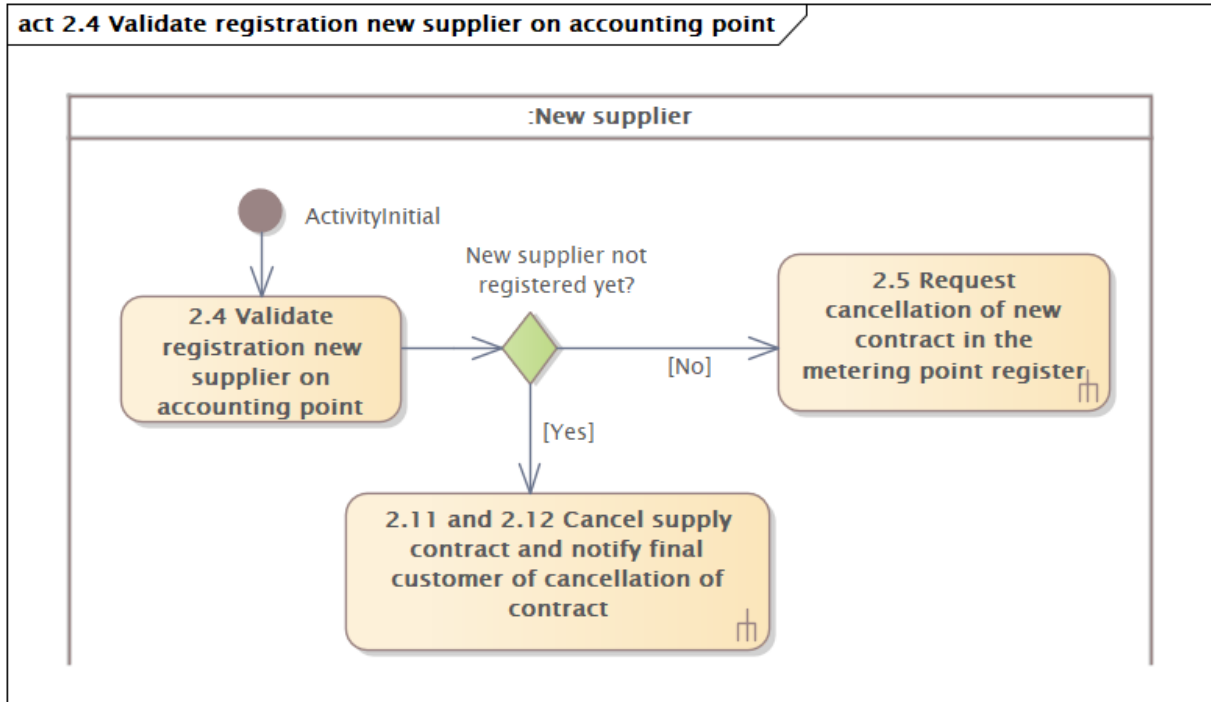 act 2.4 Validate registration new supplier on accounting point
:New supplier
ActivityInitial
New supplier not
registered yet?
2.4 Validate
registration new
supplier on
accounting point
[No]
2.5 Request
cancellation of new
contract in the
metering point register
[Yes]
2.11 and 2.12 Cancel supply
contract and notify final
customer of cancellation of
contract